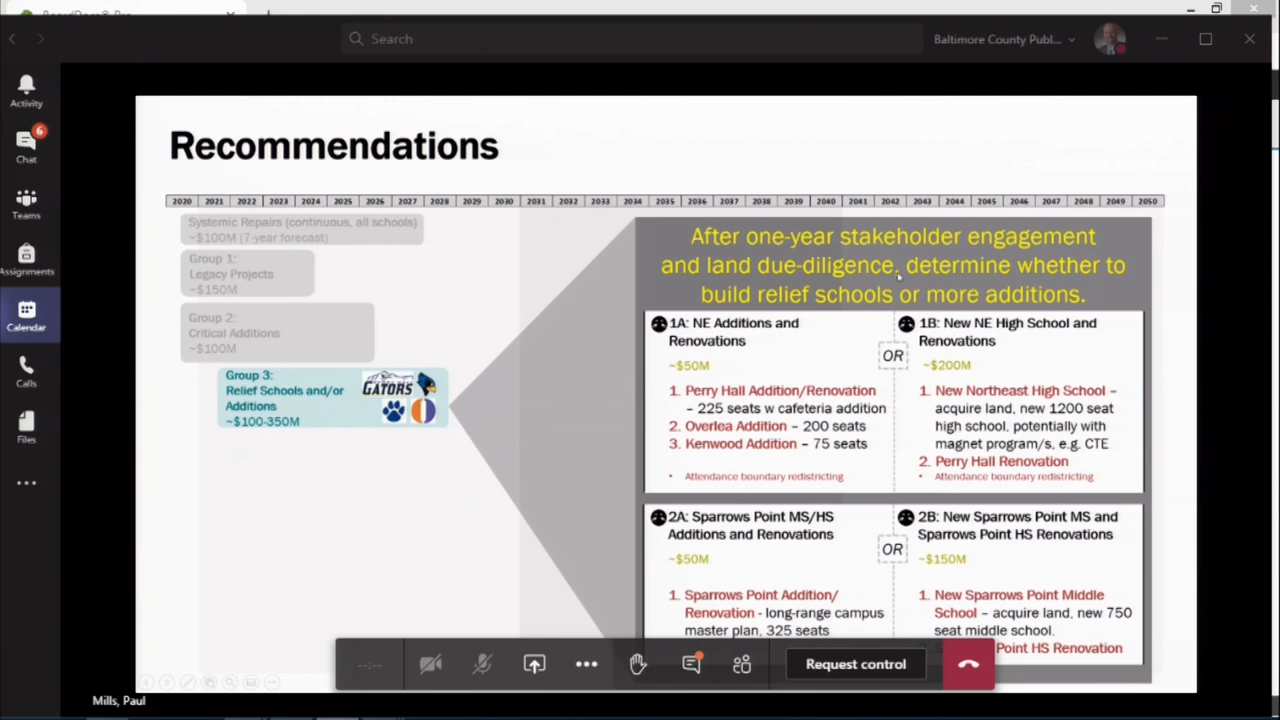 Search
Baltimore County Publ...
Activity
6
Chat
Teams
Assignments
Calendar
Calls
Files
Recommendations
2020 2021 2022 2023 2024 2025 2026 2027 2028 2029 2030 2031 2032 2033 2034 2035 2036 2037 2038 2039 2040 2041 2042 2043 2044 2045 2046 2047 2048 2049 2050
Systemic Repairs (continuous, all schools)
~$100M (7-year forecast)
Group 1:
Legacy Projects
~$150M
Group 2:
Critical Additions
~$100M
Group 3:
Relief Schools and/or
Additions
~$100-350M
GATORS
After one-year stakeholder engagement
and land due-diligence, determine whether to
build relief schools or more additions.
1A: NE Additions and
Renovations
~$50M
1. Perry Hall Addition/Renovation
– 225 seats w cafeteria addition
2. Overlea Addition – 200 seats
3. Kenwood Addition – 75 seats
• Attendance boundary redistricting
OR
1B: New NE High School and
Renovations
~$200M
1. New Northeast High School –
acquire land, new 1200 seat
high school, potentially with
magnet program/s, e.g. CTE
2. Perry Hall Renovation
• Attendance boundary redistricting
2A: Sparrows Point MS/HS
Additions and Renovations
~$50M
1. Sparrows Point Addition/
Renovation - long-range campus
master plan, 325 seats
OR
2B: New Sparrows Point MS and
Sparrows Point HS Renovations
~$150M
1. New Sparrows Point Middle
School – acquire land, new 750
seat middle school.
Point HS Renovation
--:--
Request control
Mills, Paul